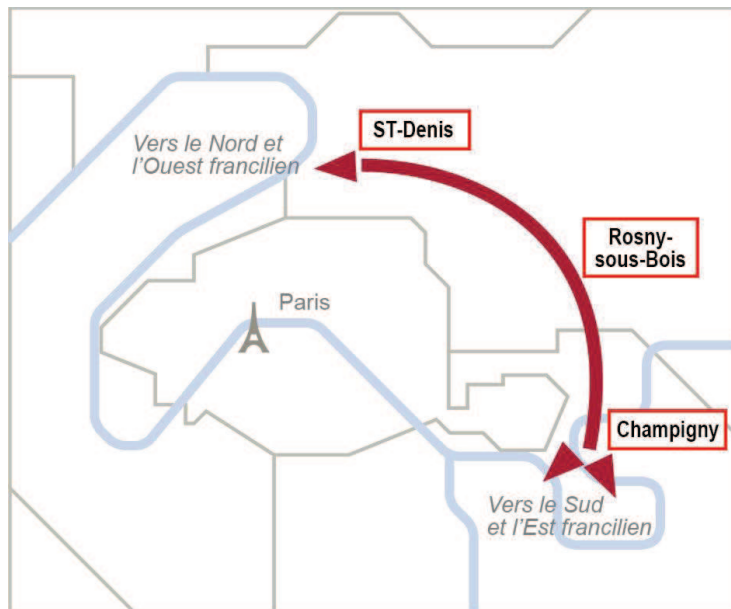 ST-Denis
Vers le Nord et
l'Ouest francilien
Rosny-
sous-Bois
Paris
Champigny
Vers le Sud
et l'Est francilien